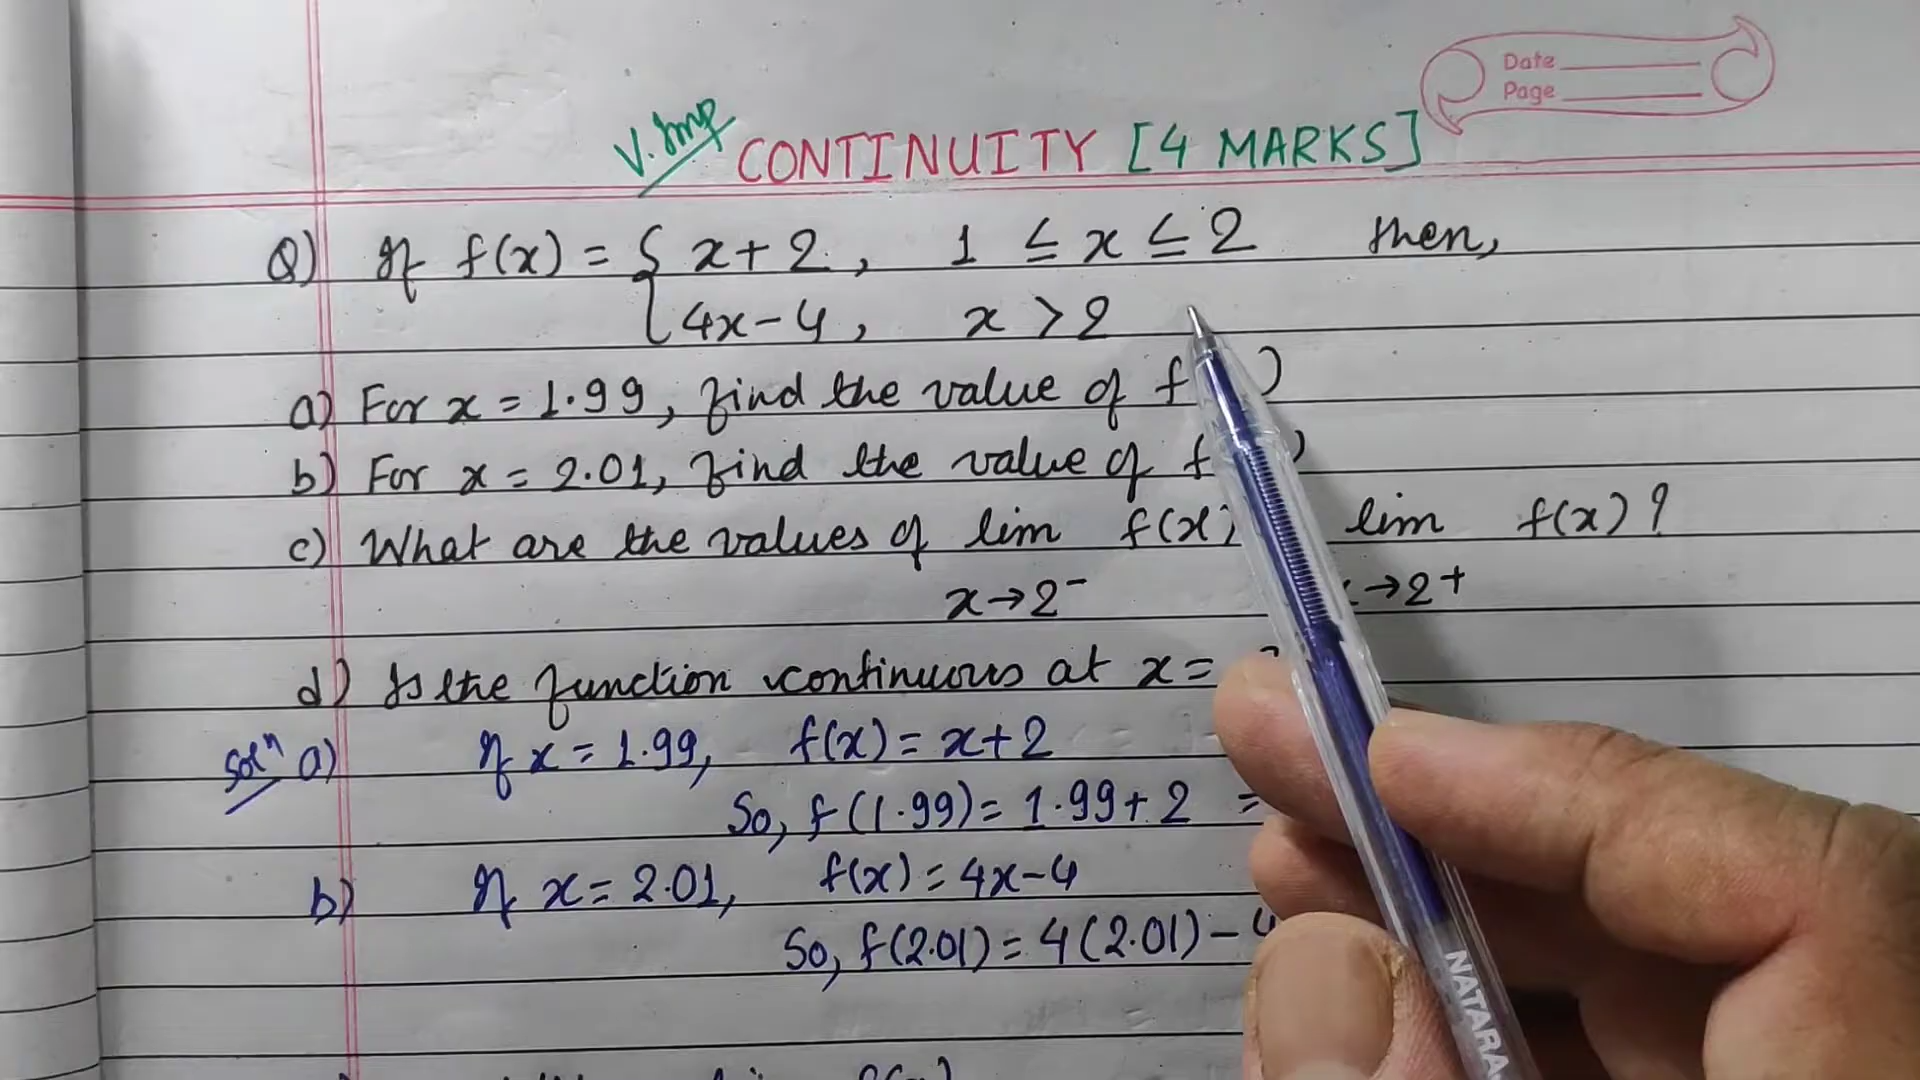 Date
Page
V. Imp CONTINUITY [4 MARKS]
Q) If f(x) = { x+2, 1 ≤ x ≤ 2 then,
4x-4, x > 2
a) For x = 1.99, find the value of f )
b) For x = 2.01, find the value of f )
c) What are the values of lim f(x) lim f(x)?
x→2⁻ →2⁺
d) Is the function continuous at x =
Solⁿ a) If x = 1.99, f(x) = x+2
So, f(1.99) = 1.99+2 =
b) If x = 2.01, f(x) = 4x-4
So, f(2.01) = 4(2.01) - 4
NATARA